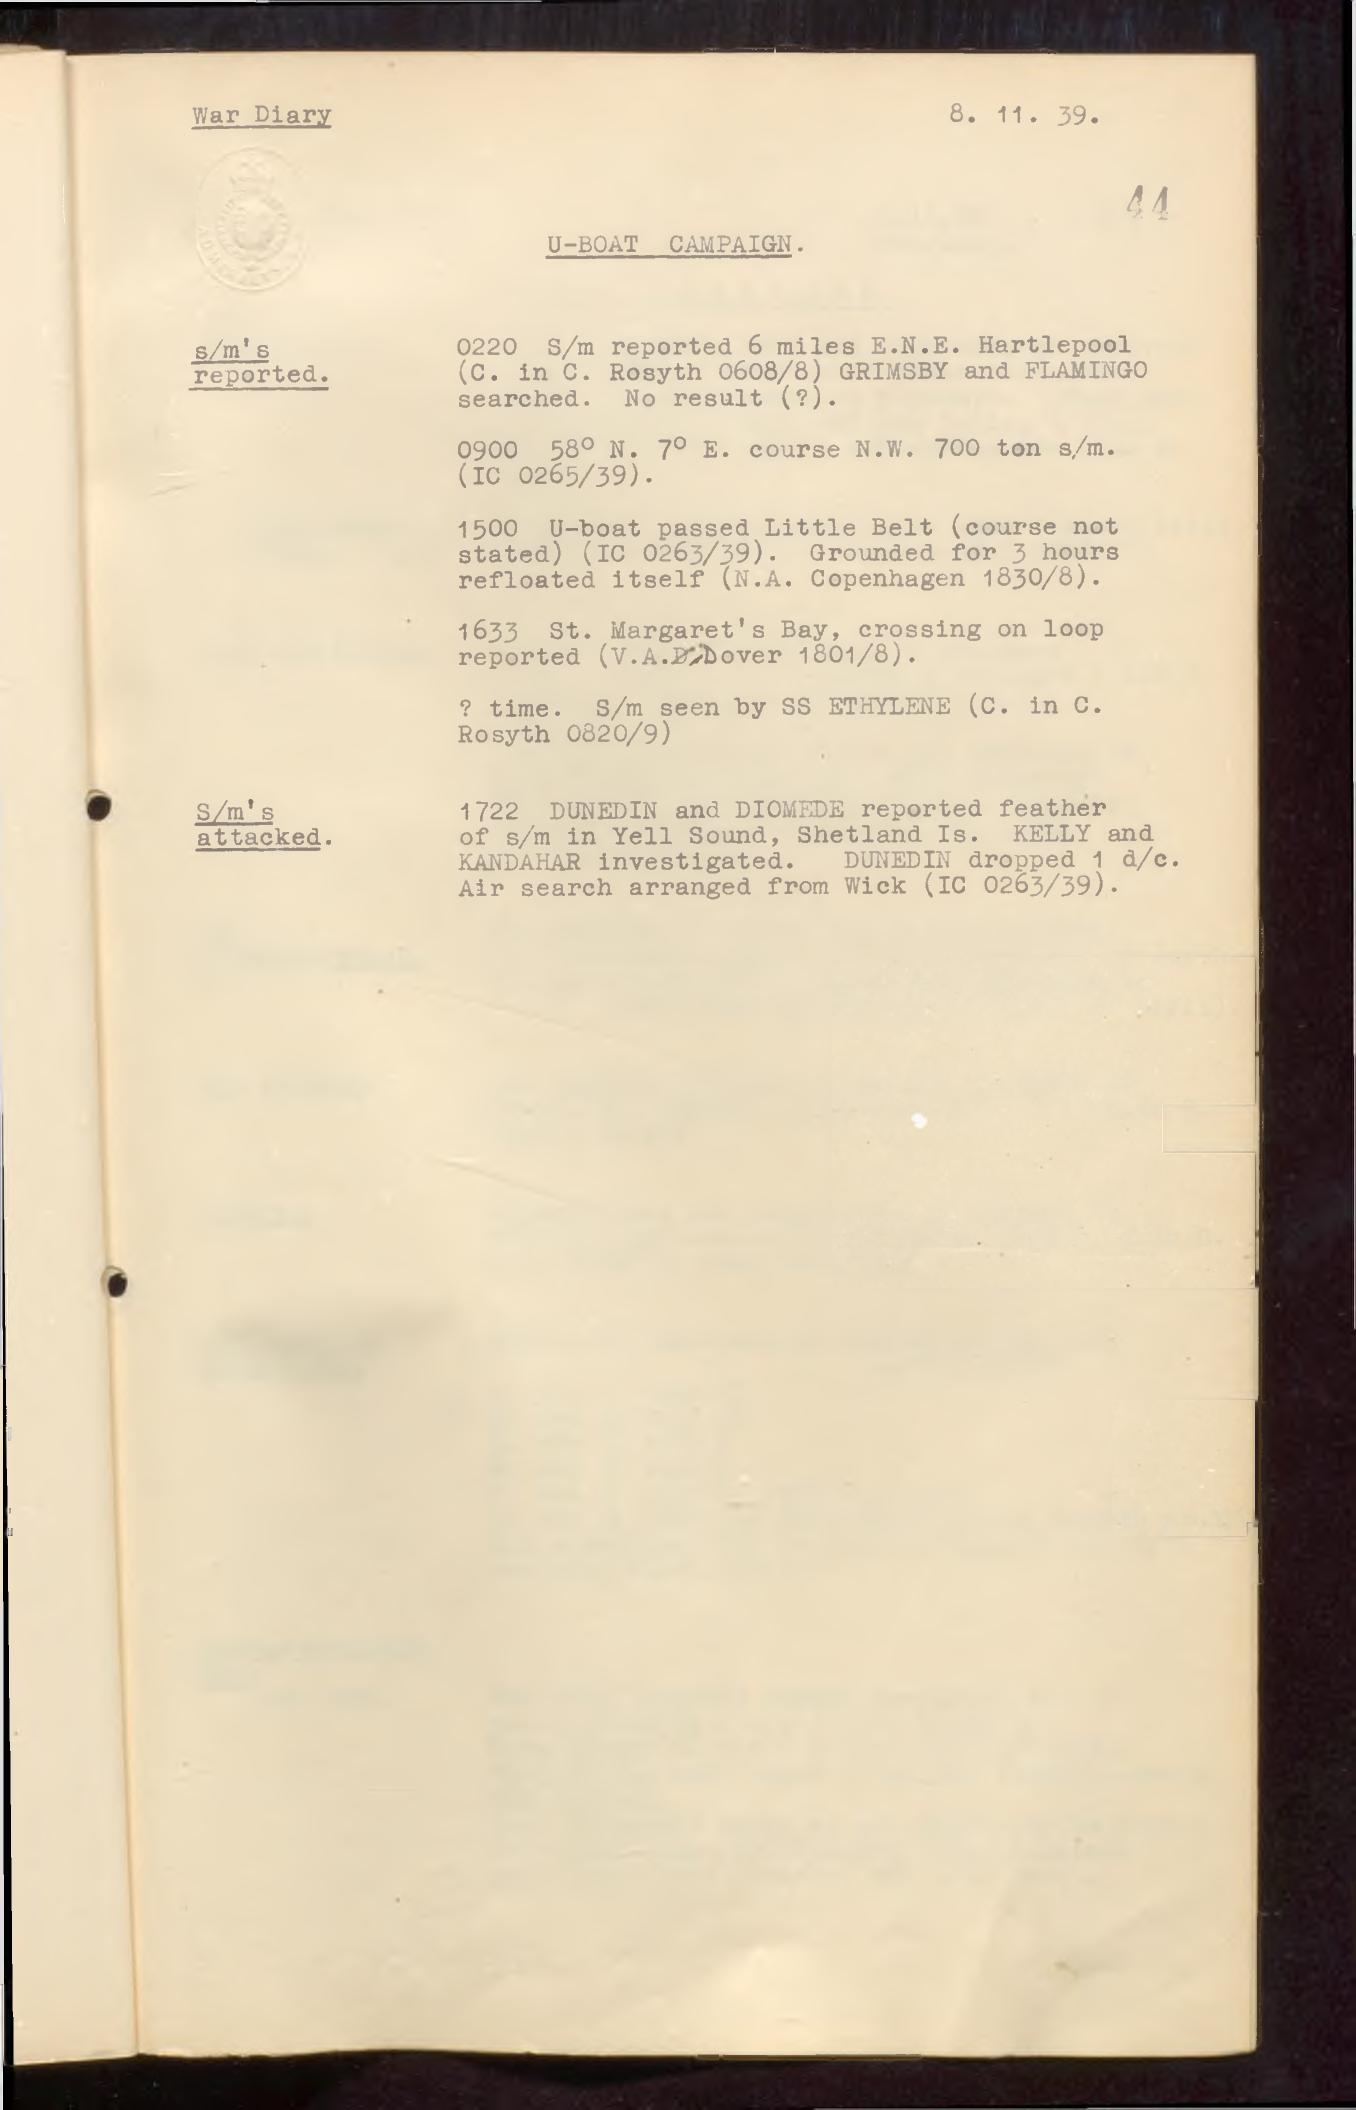 War Diary 8. 11. 39.
44
U-BOAT CAMPAIGN.
s/m's
reported.
0220 S/m reported 6 miles E.N.E. Hartlepool
(C. in C. Rosyth 0608/8) GRIMSBY and FLAMINGO
searched. No result (?).
0900 58° N. 7° E. course N.W. 700 ton s/m.
(IC 0265/39).
1500 U-boat passed Little Belt (course not
stated) (IC 0263/39). Grounded for 3 hours
refloated itself (N.A. Copenhagen 1830/8).
1633 St. Margaret's Bay, crossing on loop
reported (V.A. Dover 1801/8).
? time. S/m seen by SS ETHYLENE (C. in C.
Rosyth 0820/9)
S/m's
attacked.
1722 DUNEDIN and DIOMEDE reported feather
of s/m in Yell Sound, Shetland Is. KELLY and
KANDAHAR investigated. DUNEDIN dropped 1 d/c.
Air search arranged from Wick (IC 0263/39).